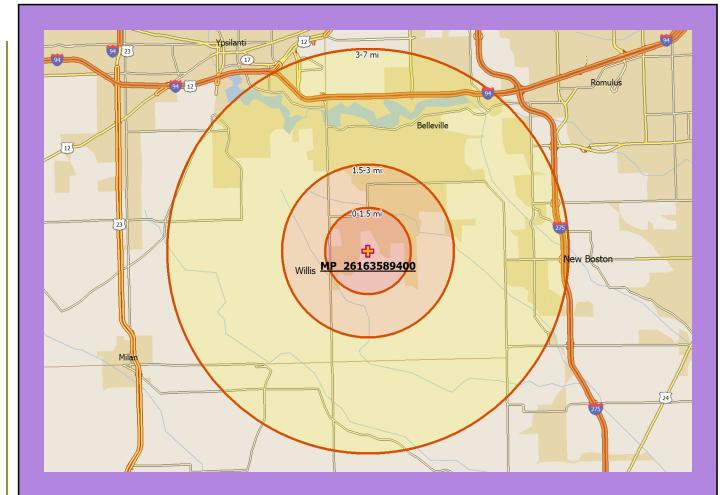 Ypsilanti
12
94
94
23
17
3-7 mi
94
94
12
Romulus
94
Belleville
12
1.5-3 mi
0-1.5 mi
23
275
Willis
MP 26163589400
New Boston
Milan
24
275